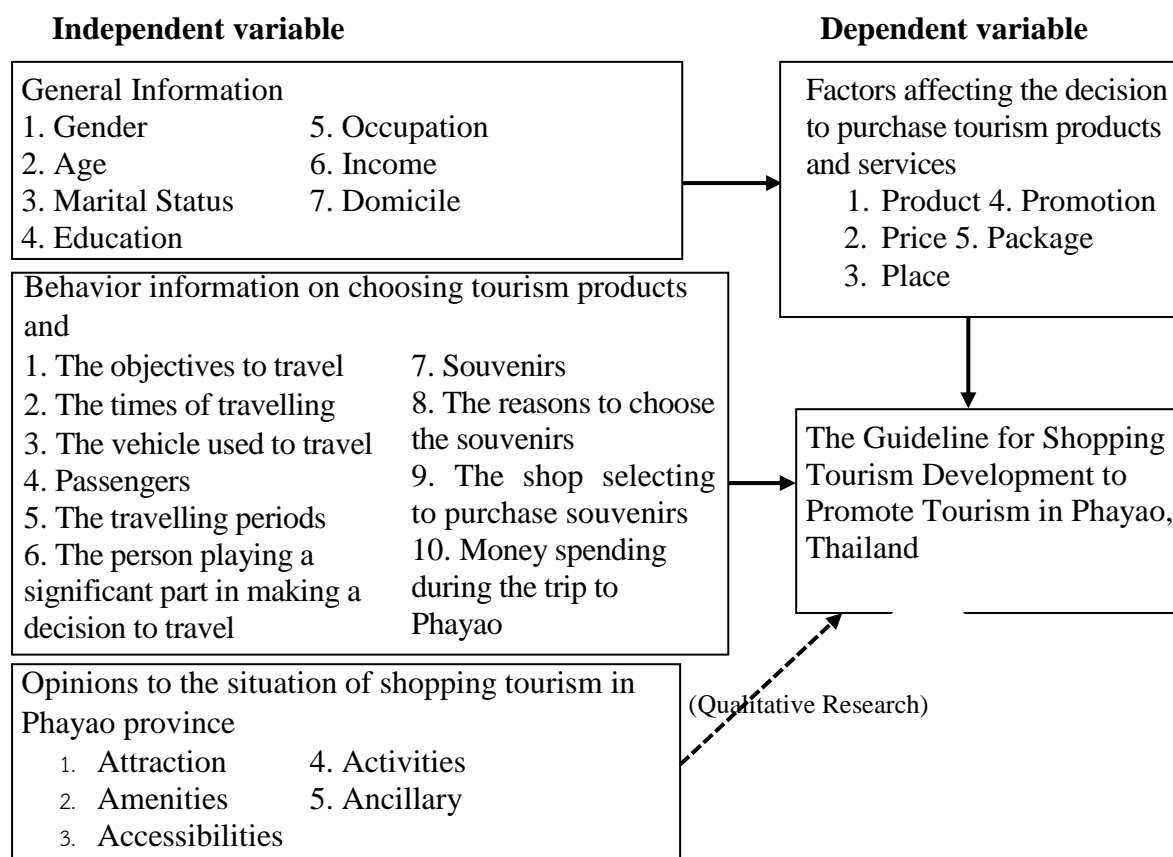 Independent variable
Dependent variable
General Information
1. Gender
2. Age
3. Marital Status
4. Education
5. Occupation
6. Income
7. Domicile
Factors affecting the decision
to purchase tourism products
and services
1. Product 4. Promotion
2. Price 5. Package
3. Place
Behavior information on choosing tourism products
and
1. The objectives to travel
2. The times of travelling
3. The vehicle used to travel
4. Passengers
5. The travelling periods
6. The person playing a
significant part in making a
decision to travel
7. Souvenirs
8. The reasons to choose
the souvenirs
9. The shop selecting
to purchase souvenirs
10. Money spending
during the trip to
Phayao
The Guideline for Shopping
Tourism Development to
Promote Tourism in Phayao,
Thailand
Opinions to the situation of shopping tourism in
Phayao province
1. Attraction
2. Amenities
3. Accessibilities
4. Activities
5. Ancillary
(Qualitative Research)